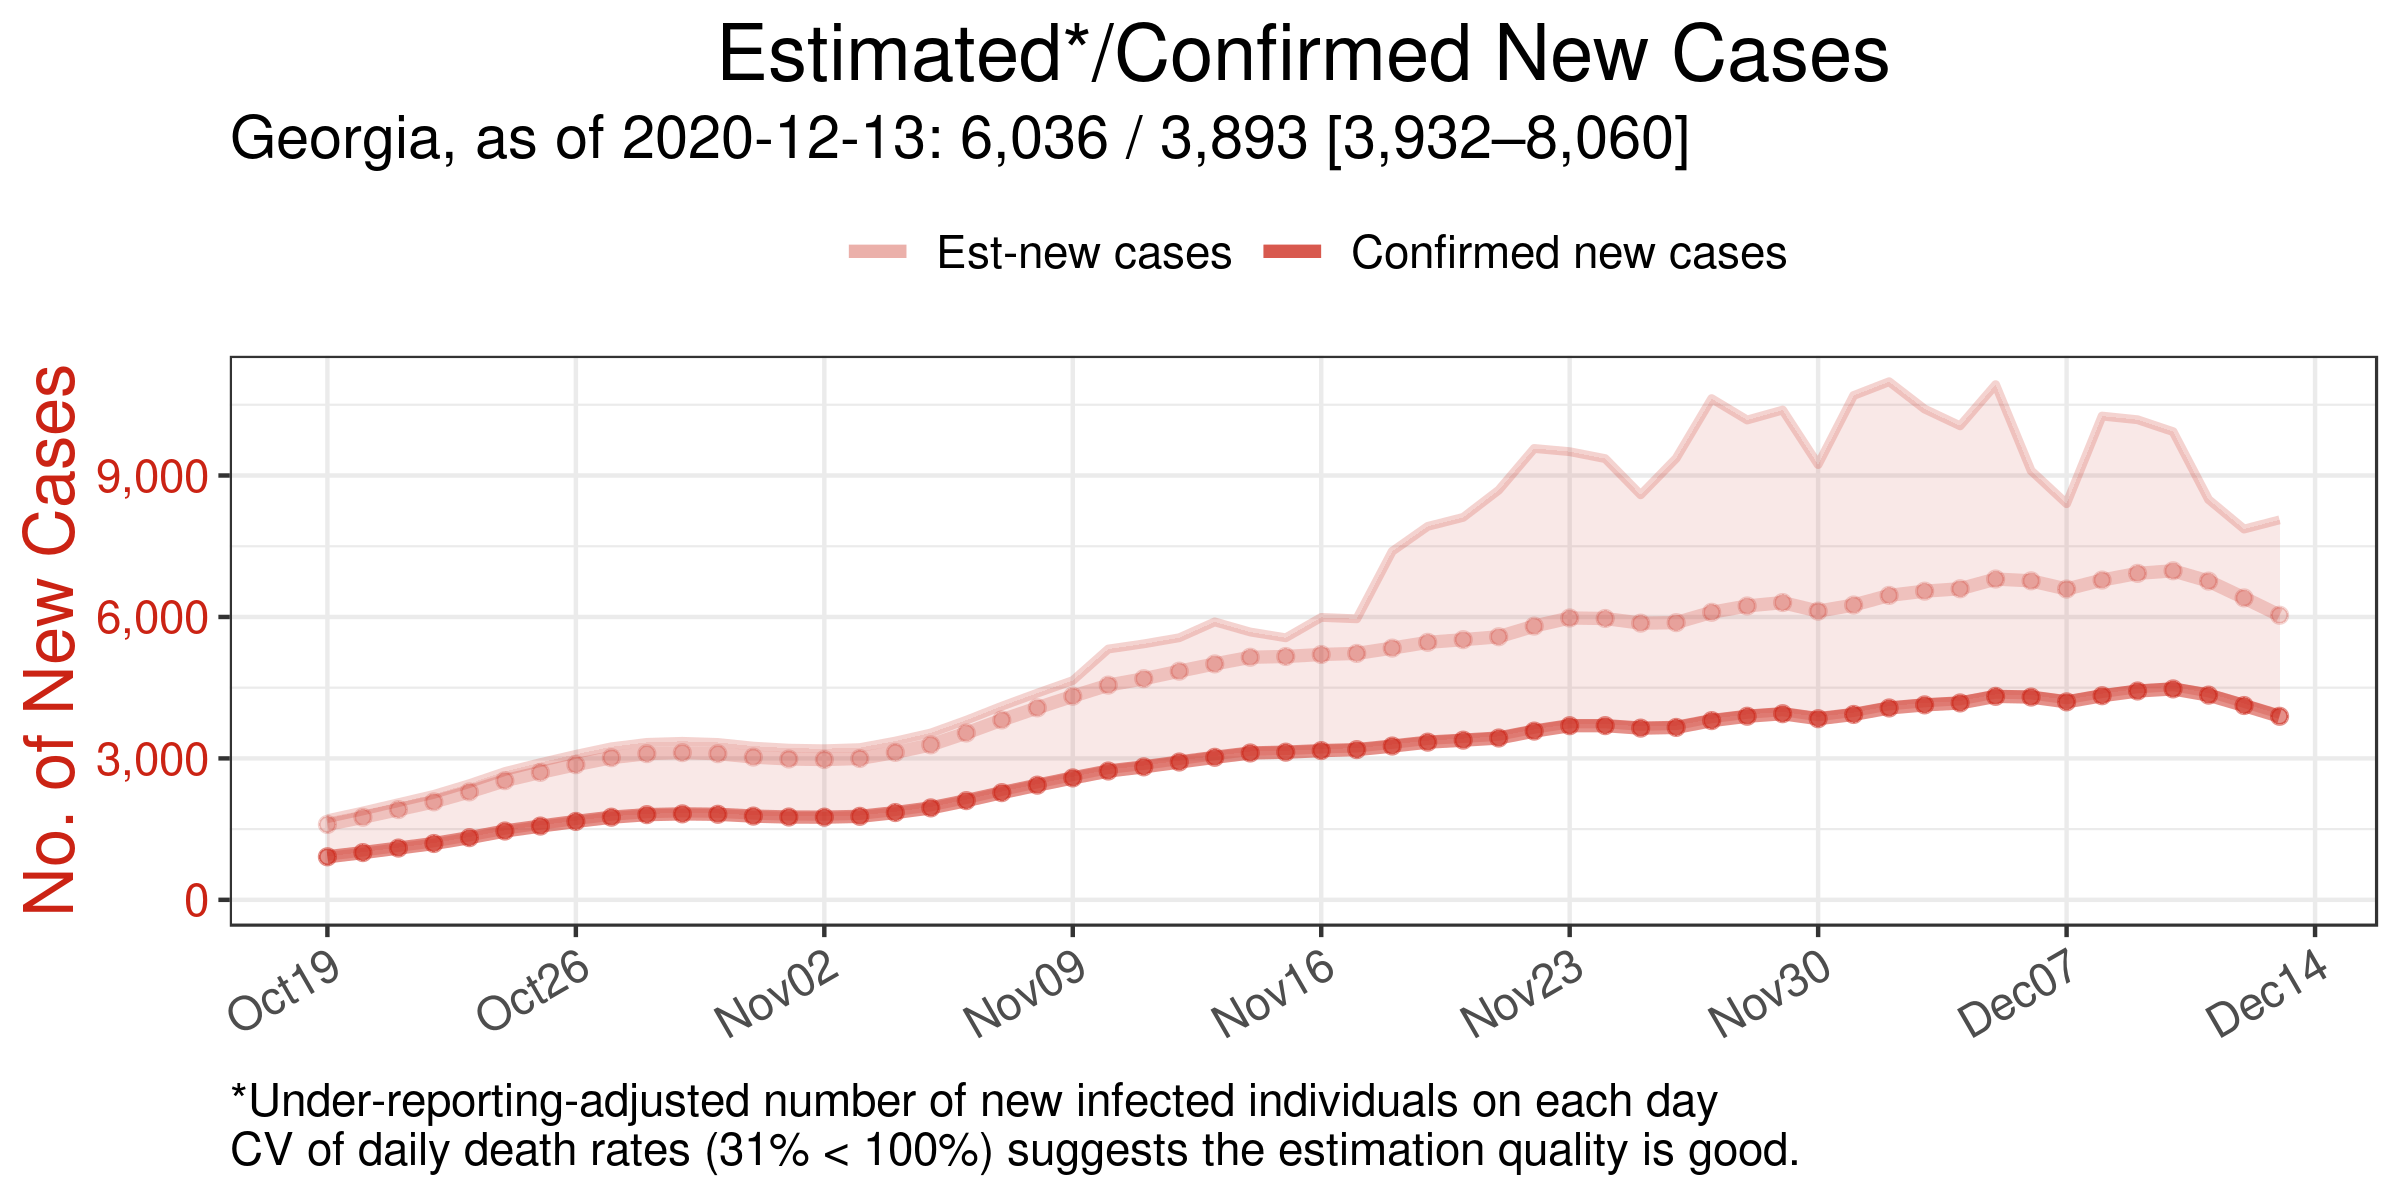 Estimated*/Confirmed New Cases
Georgia, as of 2020-12-13: 6,036 / 3,893 [3,932–8,060]
Est-new cases Confirmed new cases
No. of New Cases
9,000
6,000
3,000
0
Oct19 Oct26 Nov02 Nov09 Nov16 Nov23 Nov30 Dec07 Dec14
*Under-reporting-adjusted number of new infected individuals on each day
CV of daily death rates (31% < 100%) suggests the estimation quality is good.